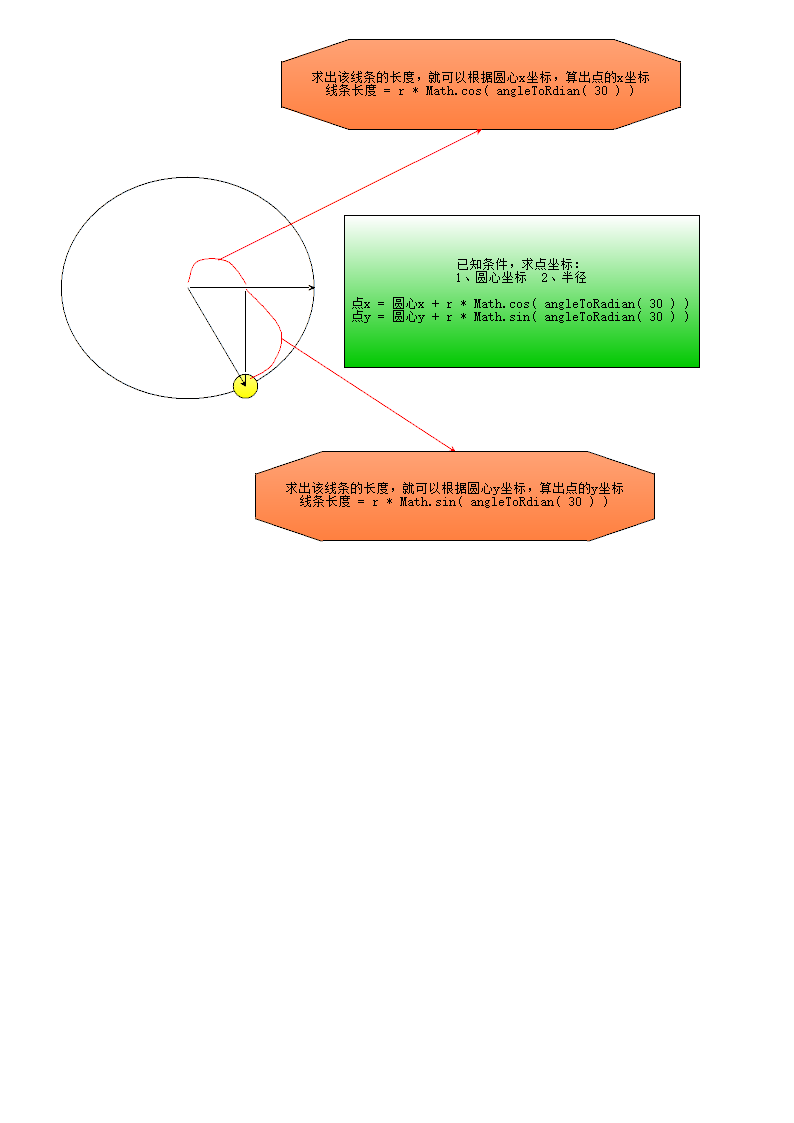 求出该线条的长度，就可以根据圆心x坐标，算出点的x坐标
线条长度 = r * Math.cos( angleToRdian( 30 ) )
已知条件，求点坐标：
1、圆心坐标  2、半径
点x = 圆心x + r * Math.cos( angleToRadian( 30 ) )
点y = 圆心y + r * Math.sin( angleToRadian( 30 ) )
求出该线条的长度，就可以根据圆心y坐标，算出点的y坐标
线条长度 = r * Math.sin( angleToRdian( 30 ) )